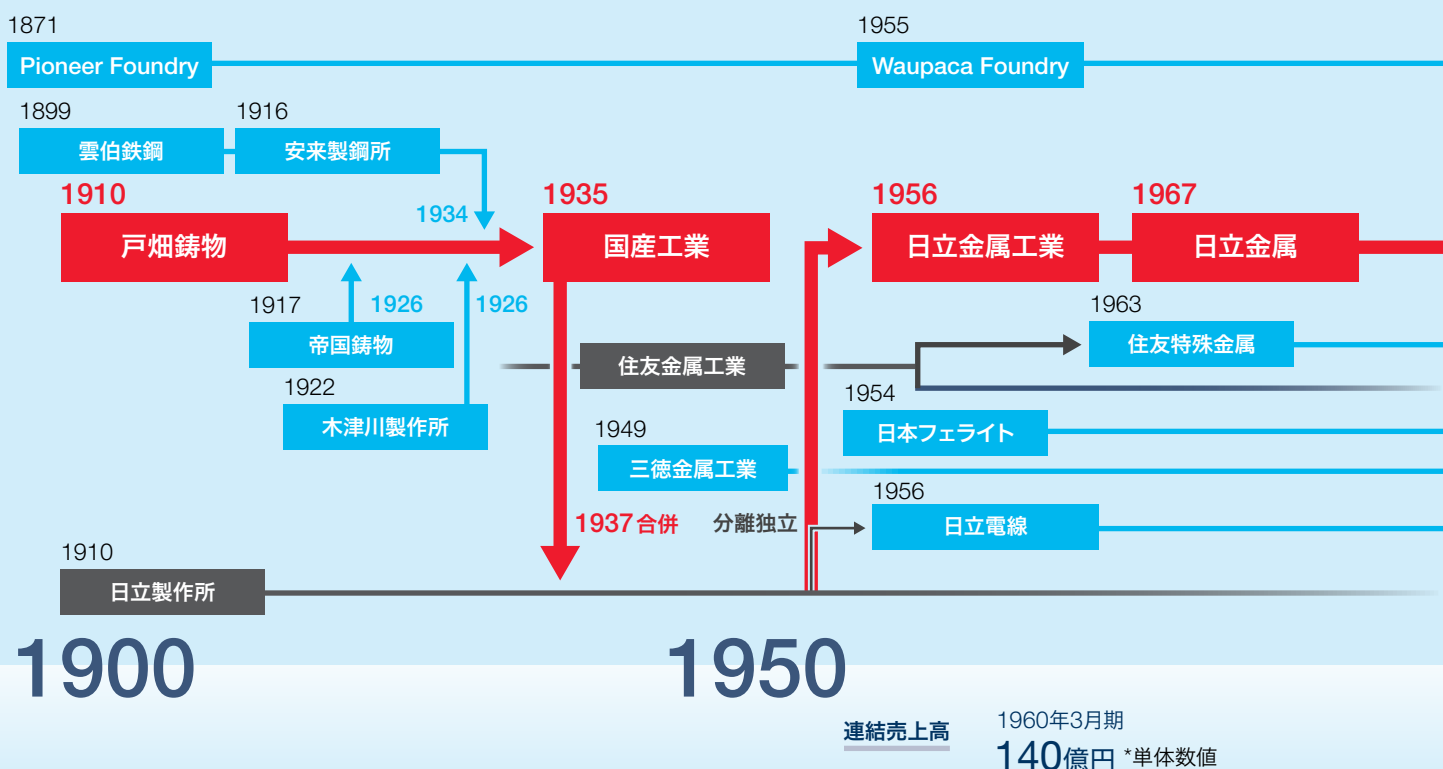 1871
Pioneer Foundry
1955
Waupaca Foundry
1899
雲伯鉄鋼
1916
安来製鋼所
1910
戸畑鋳物
1934
1935
国産工業
1956
日立金属工業
1967
日立金属
1917
1926
帝国鋳物
1926
1922
木津川製作所
住友金属工業
1963
住友特殊金属
1954
日本フェライト
1949
三徳金属工業
1937合併
分離独立
1956
日立電線
1910
日立製作所
1900
1950
連結売上高
1960年3月期
140億円 *単体数値